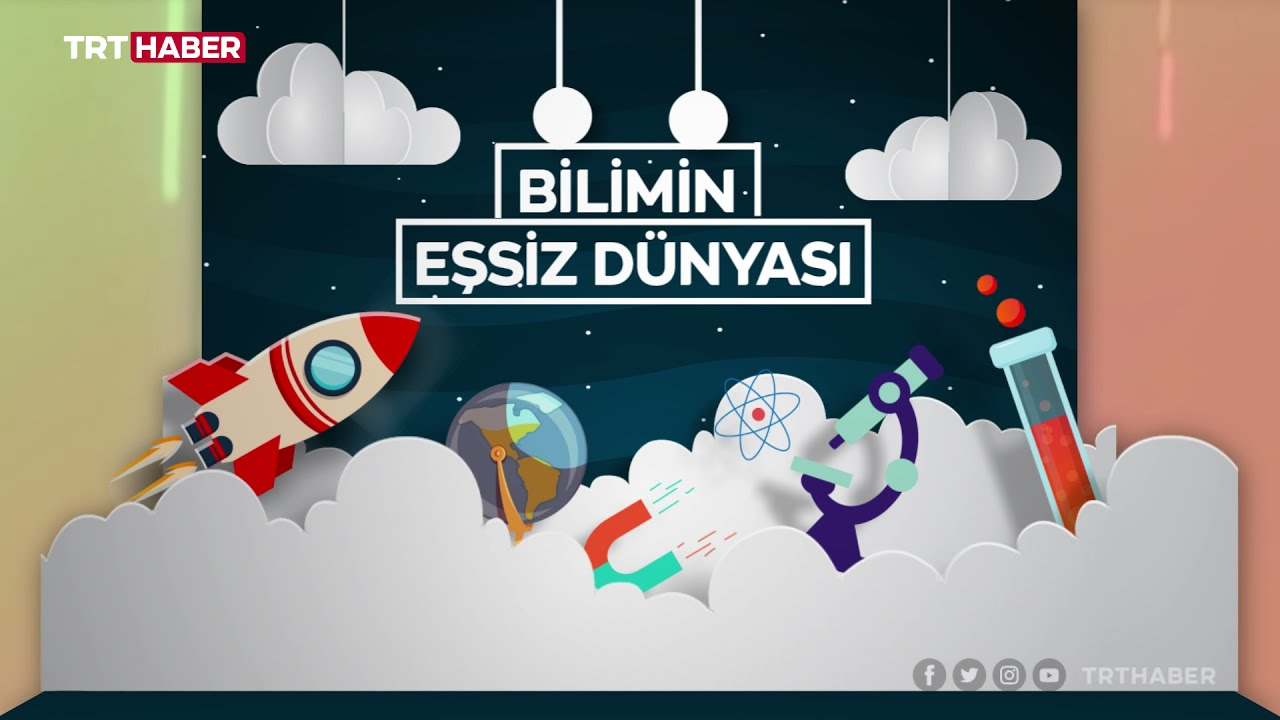 TRT HABER
BİLİMİN
EŞSİZ DÜNYASI
TRTHABER